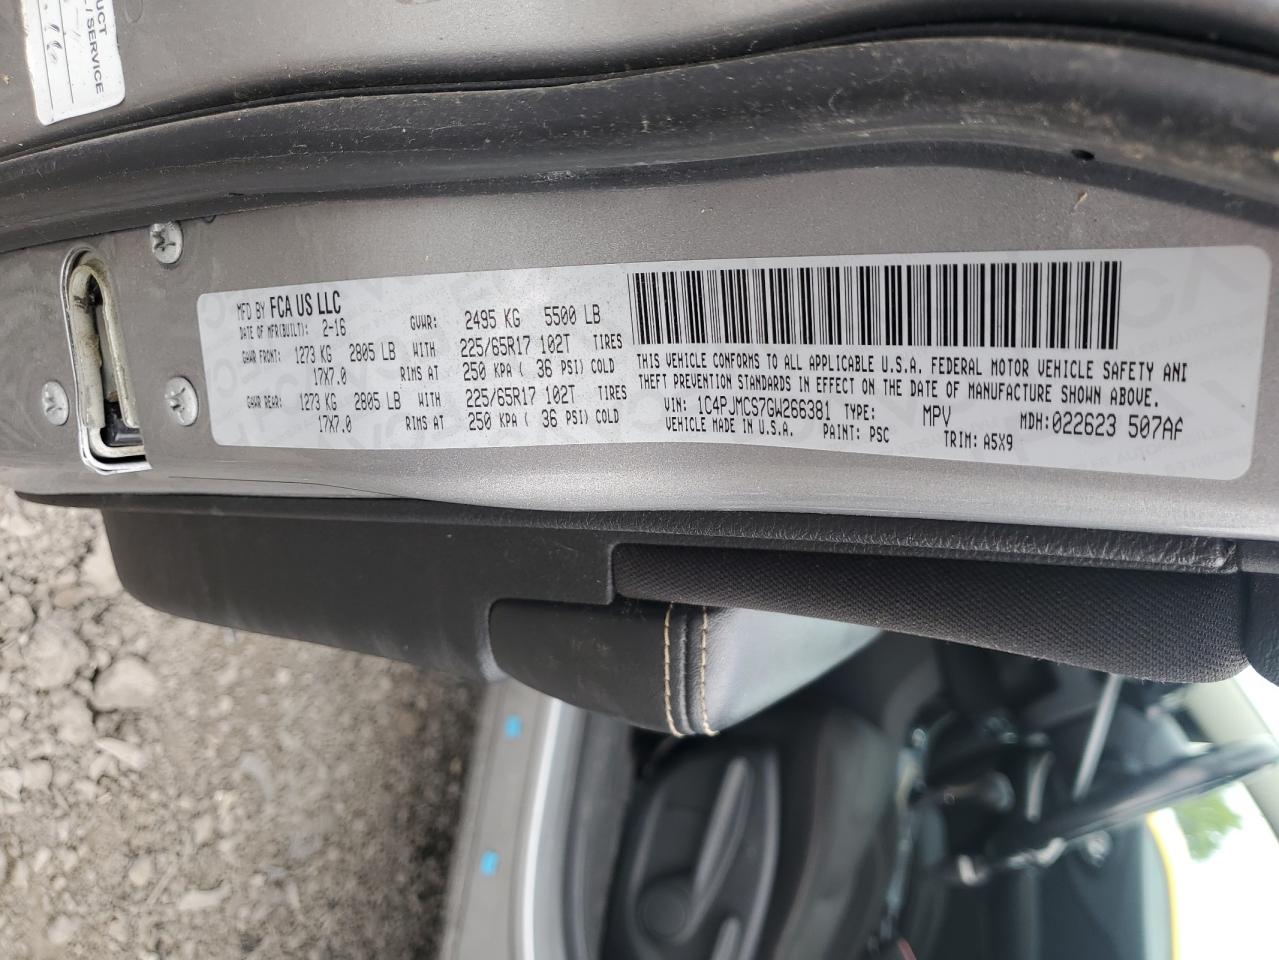 UCT
/ SERVICE
MFD BY FCA US LLC
DATE OF MFR(BUILT): 2-16 GVWR: 2495 KG 5500 LB
GAWR FRONT: 1273 KG 2805 LB WITH 225/65R17 102T TIRES
17X7.0 RIMS AT 250 KPA ( 36 PSI) COLD
GAWR REAR: 1273 KG 2805 LB WITH 225/65R17 102T TIRES
17X7.0 RIMS AT 250 KPA ( 36 PSI) COLD
THIS VEHICLE CONFORMS TO ALL APPLICABLE U.S.A. FEDERAL MOTOR VEHICLE SAFETY AND
THEFT PREVENTION STANDARDS IN EFFECT ON THE DATE OF MANUFACTURE SHOWN ABOVE.
VIN: 1C4PJMCS7GW266381 TYPE: MPV MDH:022623 507AF
VEHICLE MADE IN U.S.A. PAINT: PSC TRIM: A5X9